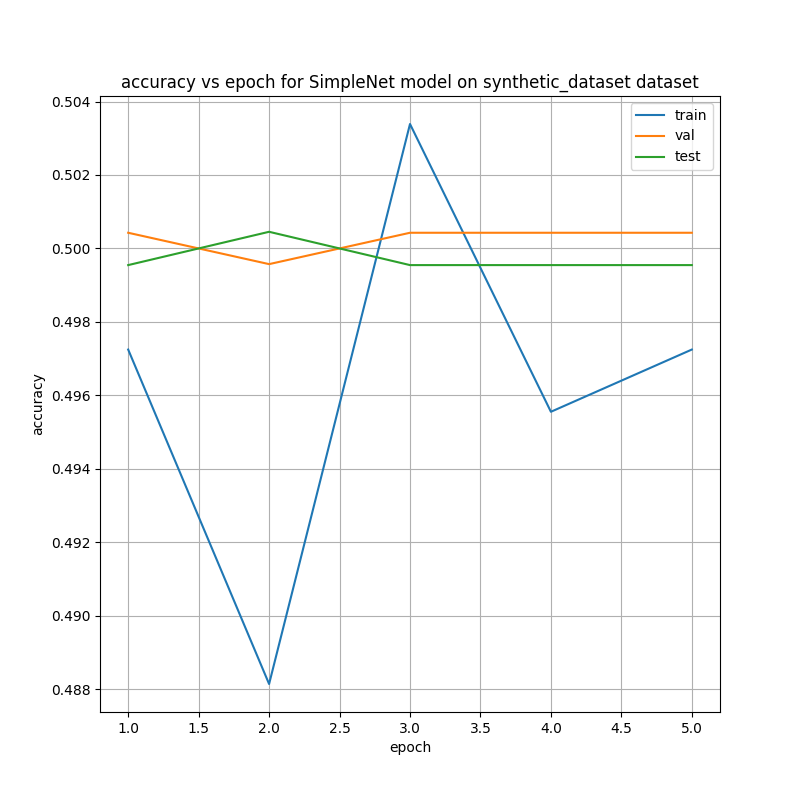 accuracy vs epoch for SimpleNet model on synthetic_dataset dataset
train
val
test
0.504
0.502
0.500
0.498
0.496
0.494
0.492
0.490
0.488
accuracy
1.0 1.5 2.0 2.5 3.0 3.5 4.0 4.5 5.0
epoch